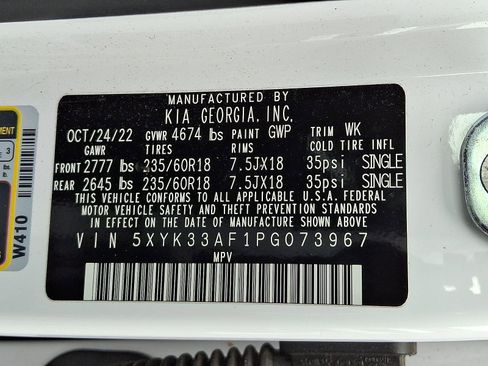 MANUFACTURED BY
KIA GEORGIA, INC.
OCT/24/22 GVWR 4674 lbs PAINT GWP TRIM WK
GAWR TIRES RIMS COLD TIRE INFL
FRONT 2777 lbs 235/60R18 7.5JX18 35psi SINGLE
REAR 2645 lbs 235/60R18 7.5JX18 35psi SINGLE
THIS VEHICLE CONFORMS TO ALL APPLICABLE U.S.A. FEDERAL
MOTOR VEHICLE SAFETY, BUMPER, AND THEFT PREVENTION
STANDARDS IN EFFECT ON THE DATE OF MANUFACTURE SHOWN ABOVE.
VIN 5XYK33AF1PG073967
MPV
W410
3